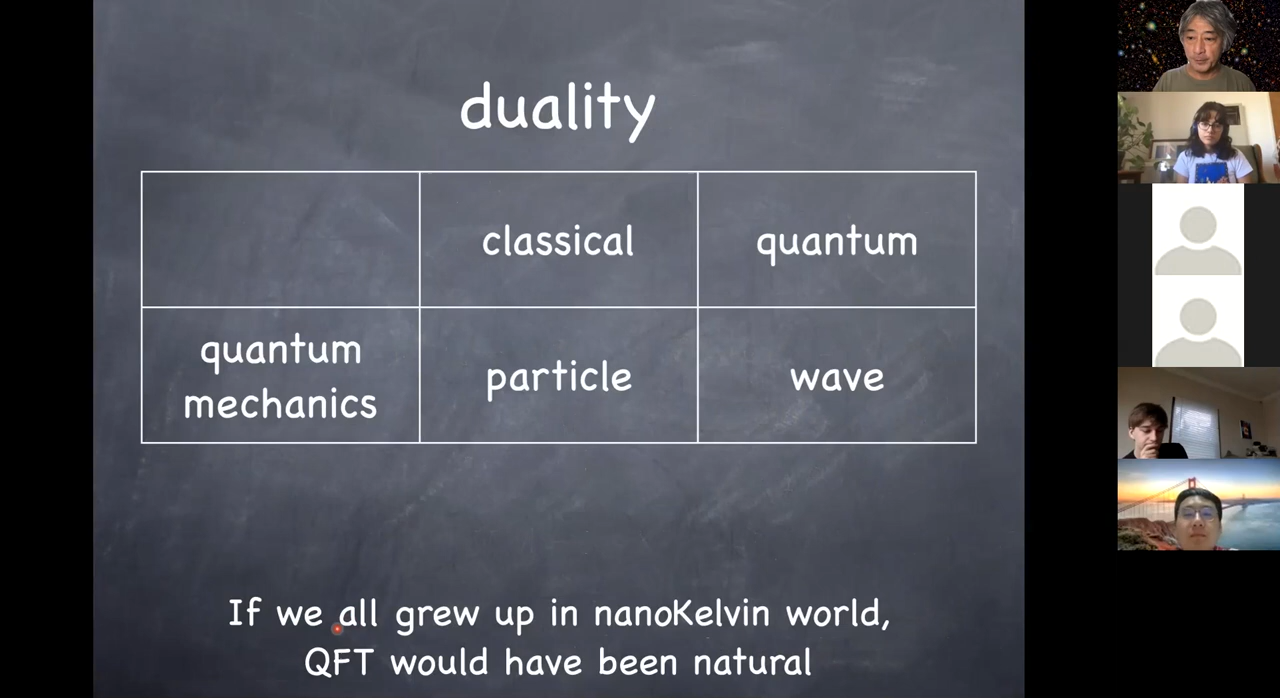 duality
classical
quantum
quantum
mechanics
particle
wave
If we all grew up in nanoKelvin world,
QFT would have been natural